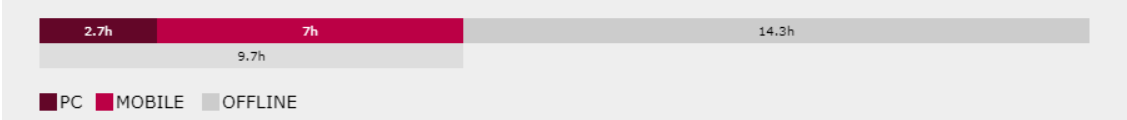 2.7h 7h 14.3h
9.7h
PC MOBILE OFFLINE